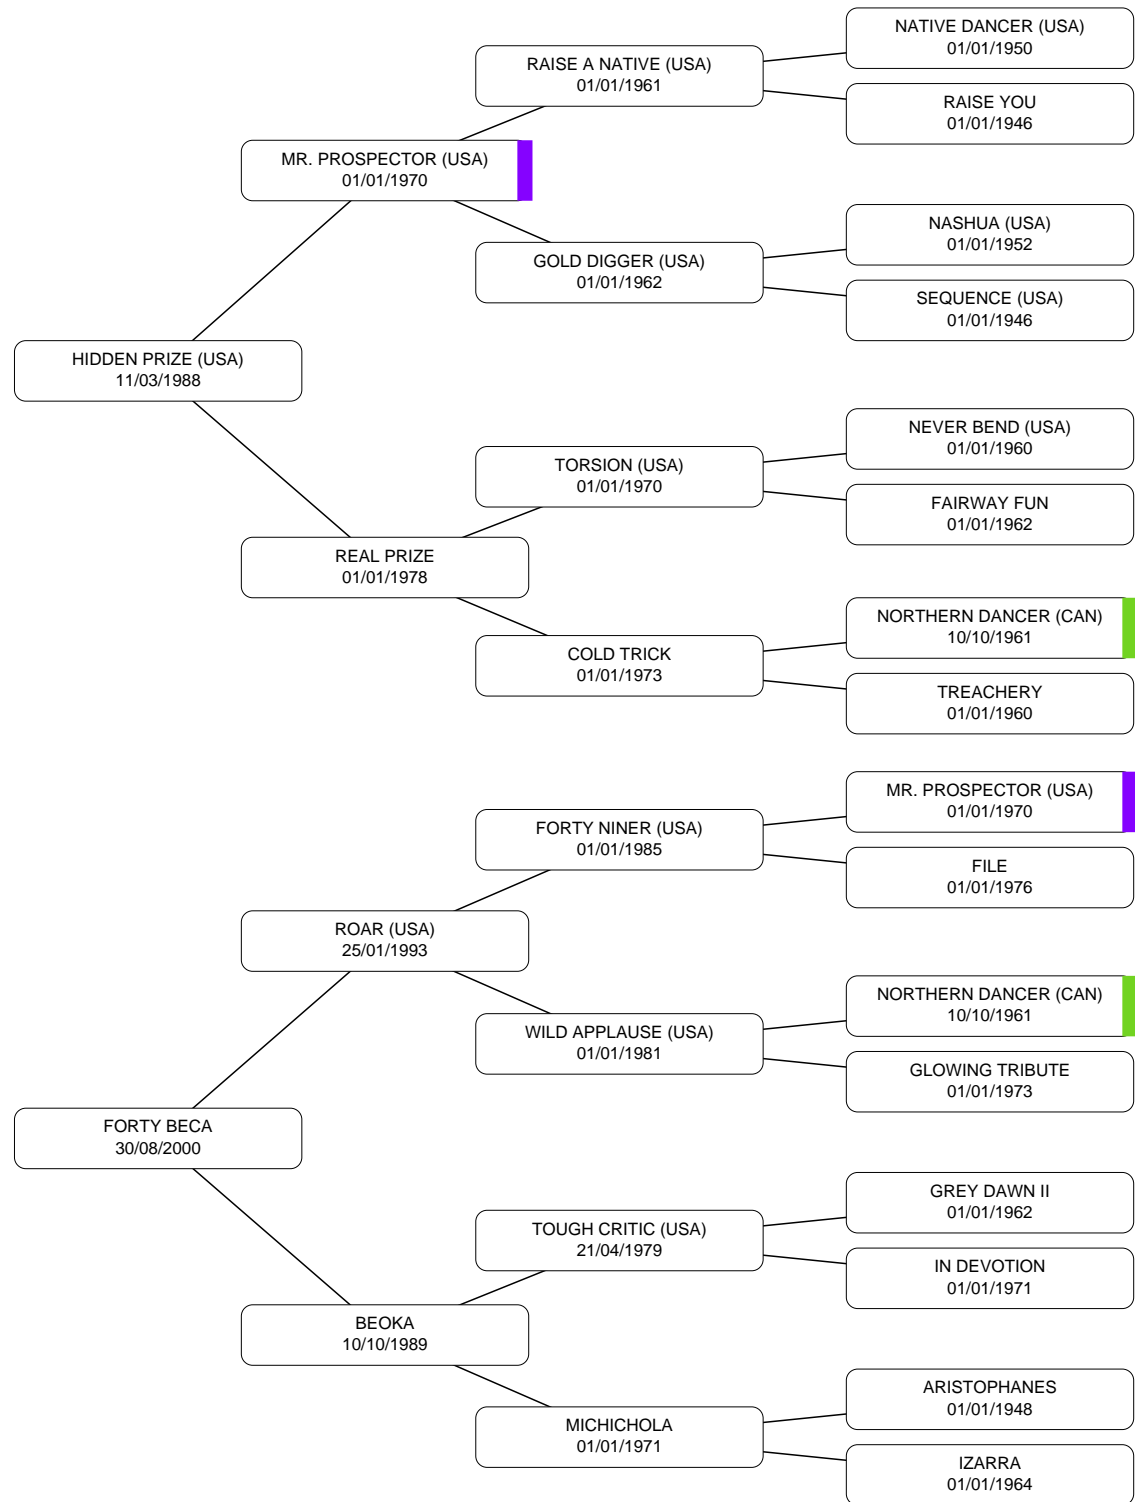 NATIVE DANCER (USA)
01/01/1950
RAISE A NATIVE (USA)
01/01/1961
RAISE YOU
01/01/1946
MR. PROSPECTOR (USA)
01/01/1970
NASHUA (USA)
01/01/1952
GOLD DIGGER (USA)
01/01/1962
SEQUENCE (USA)
01/01/1946
HIDDEN PRIZE (USA)
11/03/1988
NEVER BEND (USA)
01/01/1960
TORSION (USA)
01/01/1970
FAIRWAY FUN
01/01/1962
REAL PRIZE
01/01/1978
NORTHERN DANCER (CAN)
10/10/1961
COLD TRICK
01/01/1973
TREACHERY
01/01/1960
MR. PROSPECTOR (USA)
01/01/1970
FORTY NINER (USA)
01/01/1985
FILE
01/01/1976
ROAR (USA)
25/01/1993
NORTHERN DANCER (CAN)
10/10/1961
WILD APPLAUSE (USA)
01/01/1981
GLOWING TRIBUTE
01/01/1973
FORTY BECA
30/08/2000
GREY DAWN II
01/01/1962
TOUGH CRITIC (USA)
21/04/1979
IN DEVOTION
01/01/1971
BEOKA
10/10/1989
ARISTOPHANES
01/01/1948
MICHICHOLA
01/01/1971
IZARRA
01/01/1964